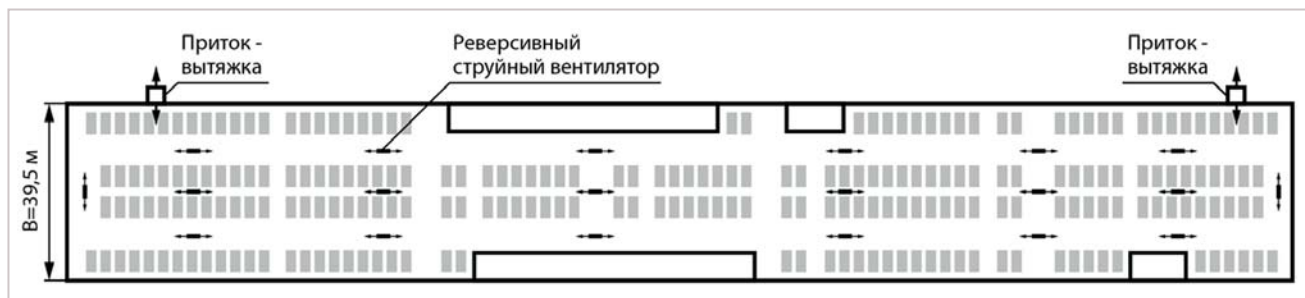 Приток -
вытяжка
Реверсивный
струйный вентилятор
Приток -
вытяжка
B=39,5 м